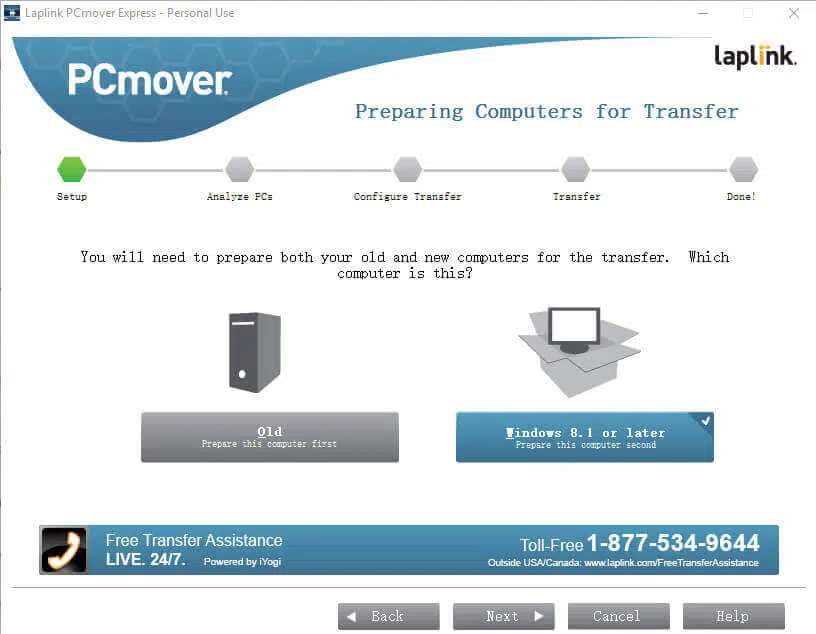 Laplink PCmover Express - Personal Use
laplink.
PCmover.
Preparing Computers for Transfer
Setup
Analyze PCs
Configure Transfer
Transfer
Done!
You will need to prepare both your old and new computers for the transfer. Which
computer is this?
Old
Prepare this computer first
Windows 8.1 or later
Prepare this computer second
Free Transfer Assistance
LIVE. 24/7. Powered by iYogi
Toll-Free 1-877-534-9644
Outside USA/Canada: www.laplink.com/FreeTransferAssistance
Back
Next
Cancel
Help